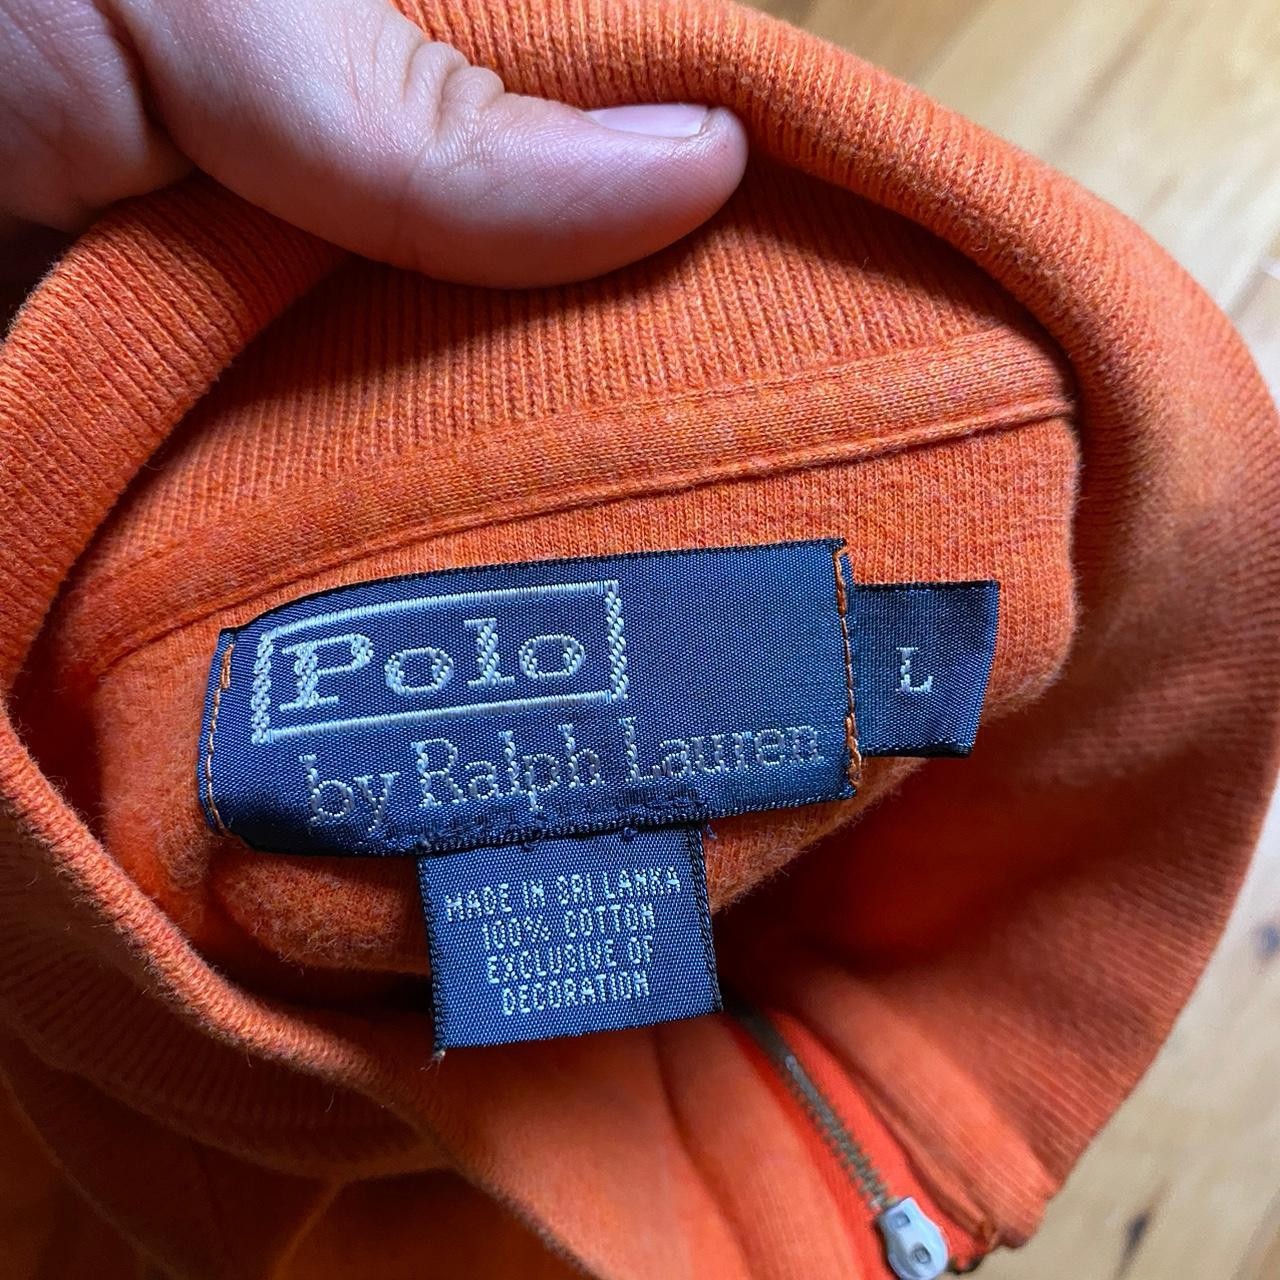 Polo
by Ralph Lauren
L
MADE IN SRI LANKA
100% COTTON
EXCLUSIVE OF
DECORATION